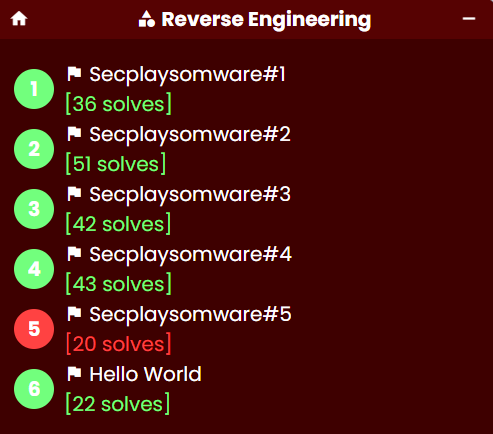 Reverse Engineering
1
Secplaysomware#1
[36 solves]
2
Secplaysomware#2
[51 solves]
3
Secplaysomware#3
[42 solves]
4
Secplaysomware#4
[43 solves]
5
Secplaysomware#5
[20 solves]
6
Hello World
[22 solves]